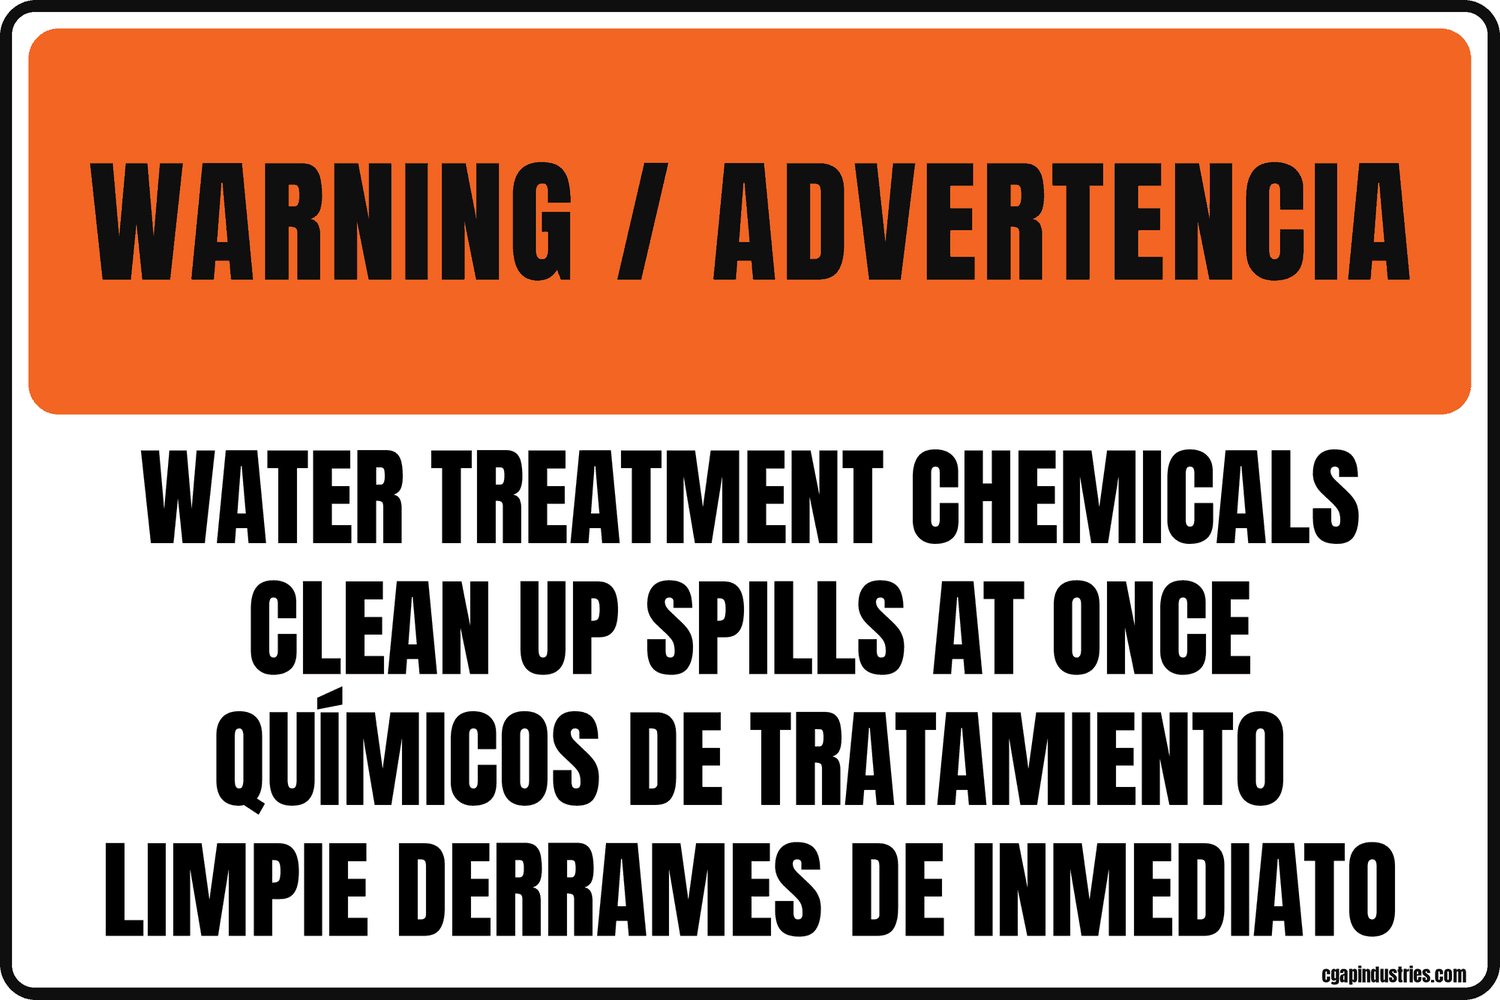 WARNING / ADVERTENCIA
WATER TREATMENT CHEMICALS
CLEAN UP SPILLS AT ONCE
QUÍMICOS DE TRATAMIENTO
LIMPIE DERRAMES DE INMEDIATO
cgapindustries.com